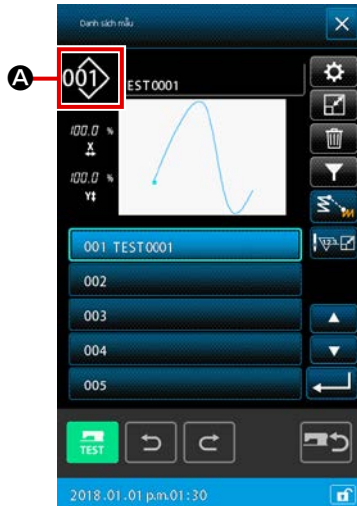 Danh sách mẫu
A
001
EST0001
100.0 %
X
100.0 %
Y
001 TEST0001
002
003
004
005
TEST
2018.01.01 p.m.01:30